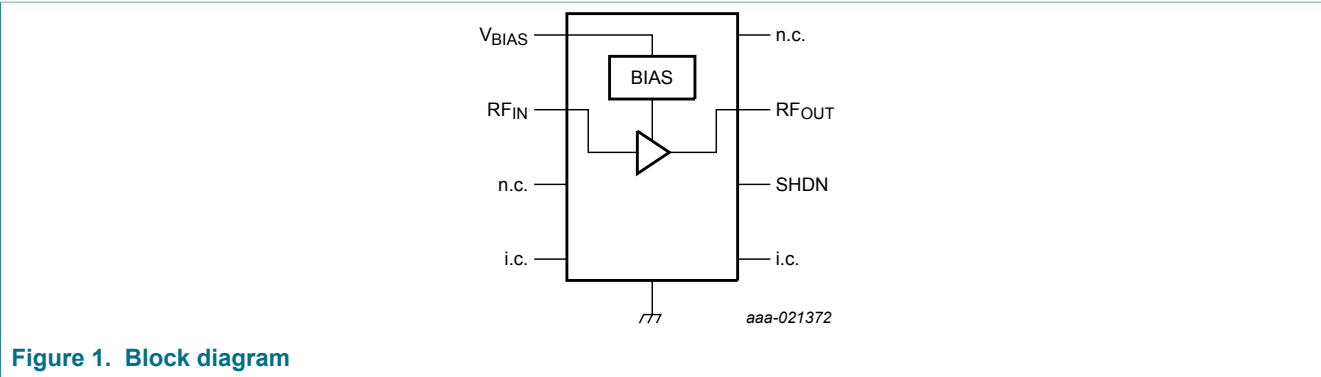 VBIAS
n.c.
BIAS
RFIN
RFOUT
n.c.
SHDN
i.c.
i.c.
aaa-021372
Figure 1. Block diagram